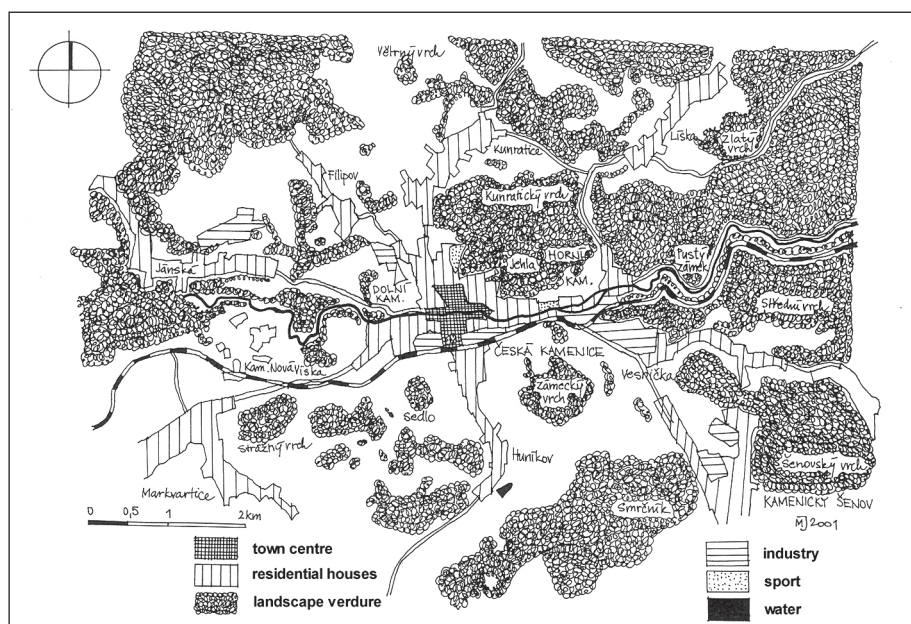 Větrný vrch
Kunratice
Líska
Zlatý
vrch
Filipov
Kunratický vrch
Jánská
Jehla
HORNÍ
KAM.
Pustý
zámek
DOLNÍ
KAM.
Střední vrch
ČESKÁ KAMENICE
Kam. Nová Víska
Veselíčka
Zámecký
vrch
Sedlo
Strážný vrch
Huníkov
Šenovský vrch
Markvartice
Smrčník
KAMENICKÝ ŠENOV
MJ 2001
0 0,5 1 2km
town centre
residential houses
landscape verdure
industry
sport
water